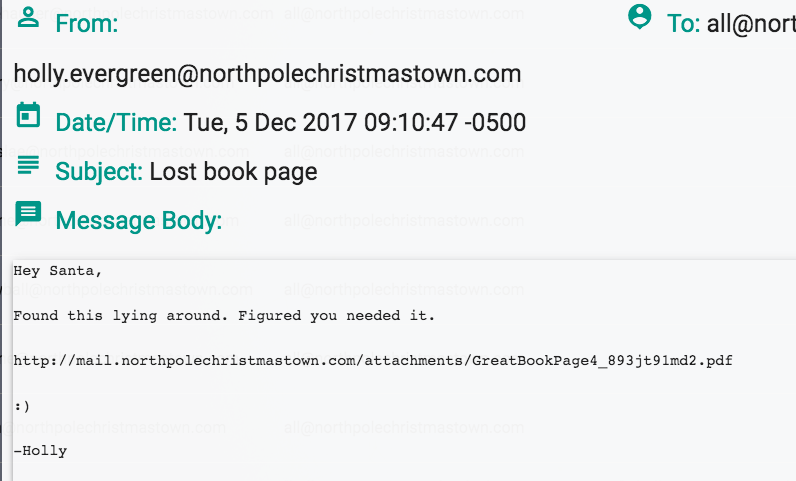 From:
To: all@nort
holly.evergreen@northpolechristmastown.com
Date/Time: Tue, 5 Dec 2017 09:10:47 -0500
Subject: Lost book page
Message Body:
Hey Santa,
Found this lying around. Figured you needed it.
http://mail.northpolechristmastown.com/attachments/GreatBookPage4_893jt91md2.pdf
:)
-Holly